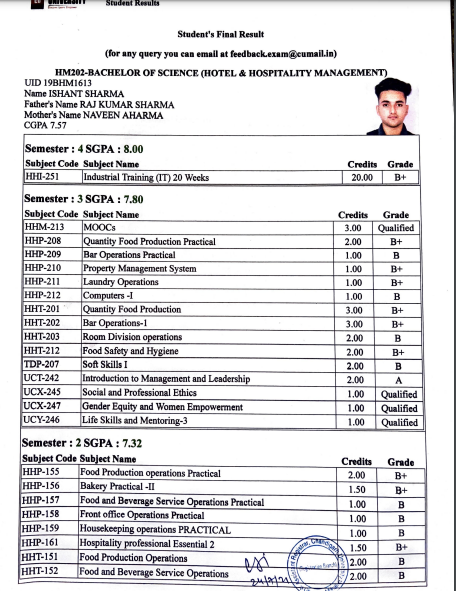 UNIVERSITY Student Results
Student's Final Result
(for any query you can email at feedback.exam@cumail.in)
HM202-BACHELOR OF SCIENCE (HOTEL & HOSPITALITY MANAGEMENT)
UID 19BHM1613
Name ISHANT SHARMA
Father's Name RAJ KUMAR SHARMA
Mother's Name NAVEEN AHARMA
CGPA 7.57
Semester : 4 SGPA : 8.00
Subject Code Subject Name Credits Grade
HHI-251 Industrial Training (IT) 20 Weeks 20.00 B+
Semester : 3 SGPA : 7.80
Subject Code Subject Name Credits Grade
HHM-213 MOOCs 3.00 Qualified
HHP-208 Quantity Food Production Practical 2.00 B+
HHP-209 Bar Operations Practical 1.00 B
HHP-210 Property Management System 1.00 B+
HHP-211 Laundry Operations 1.00 B+
HHP-212 Computers -I 1.00 B
HHT-201 Quantity Food Production 3.00 B+
HHT-202 Bar Operations-1 3.00 B+
HHT-203 Room Division operations 2.00 B
HHT-212 Food Safety and Hygiene 2.00 B+
TDP-207 Soft Skills I 2.00 B
UCT-242 Introduction to Management and Leadership 2.00 A
UCX-245 Social and Professional Ethics 1.00 Qualified
UCX-247 Gender Equity and Women Empowerment 1.00 Qualified
UCY-246 Life Skills and Mentoring-3 1.00 Qualified
Semester : 2 SGPA : 7.32
Subject Code Subject Name Credits Grade
HHP-155 Food Production operations Practical 2.00 B+
HHP-156 Bakery Practical -II 1.50 B+
HHP-157 Food and Beverage Service Operations Practical 1.00 B
HHP-158 Front office Operations Practical 1.00 B
HHP-159 Housekeeping operations PRACTICAL 1.00 B
HHP-161 Hospitality professional Essential 2 1.50 B+
HHT-151 Food Production Operations 2.00 B
HHT-152 Food and Beverage Service Operations 2.00 B